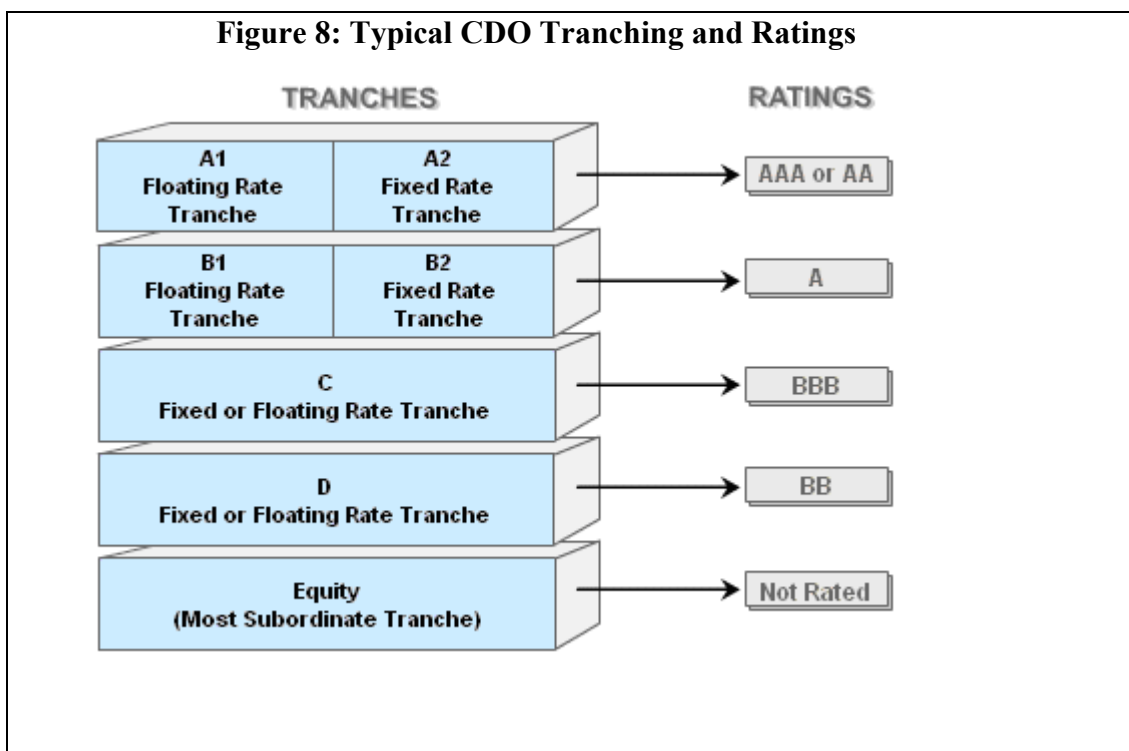 Figure 8: Typical CDO Tranching and Ratings
TRANCHES
RATINGS
A1
Floating Rate
Tranche
A2
Fixed Rate
Tranche
AAA or AA
B1
Floating Rate
Tranche
B2
Fixed Rate
Tranche
A
C
Fixed or Floating Rate Tranche
BBB
D
Fixed or Floating Rate Tranche
BB
Equity
(Most Subordinate Tranche)
Not Rated